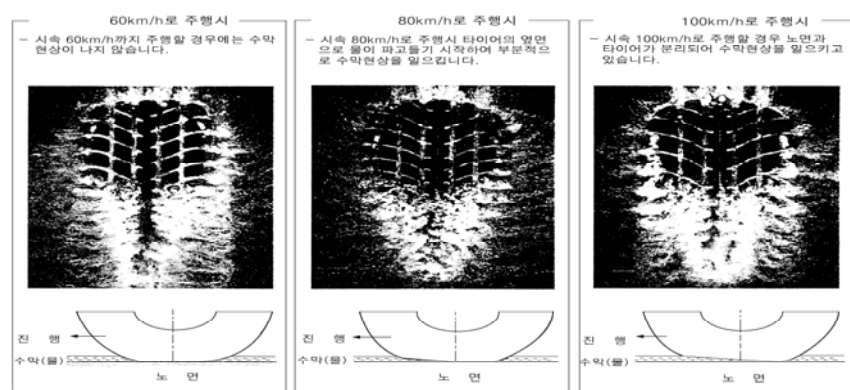 60km/h로 주행시
– 시속 60km/h까지 주행할 경우에는 수막
현상이 나지 않습니다.
진 행
수막(물)
노 면
80km/h로 주행시
– 시속 80km/h로 주행시 타이어의 옆면
으로 물이 파고들기 시작하여 부분적으
로 수막현상을 일으킵니다.
진 행
수막(물)
노 면
100km/h로 주행시
– 시속 100km/h로 주행할 경우 노면과
타이어가 분리되어 수막현상을 일으키고
있습니다.
진 행
수막(물)
노 면